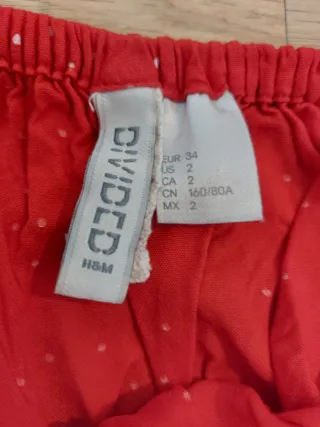 DIVIDED
H&M
EUR 34
US 2
CA 2
CN 160/80A
MX 2